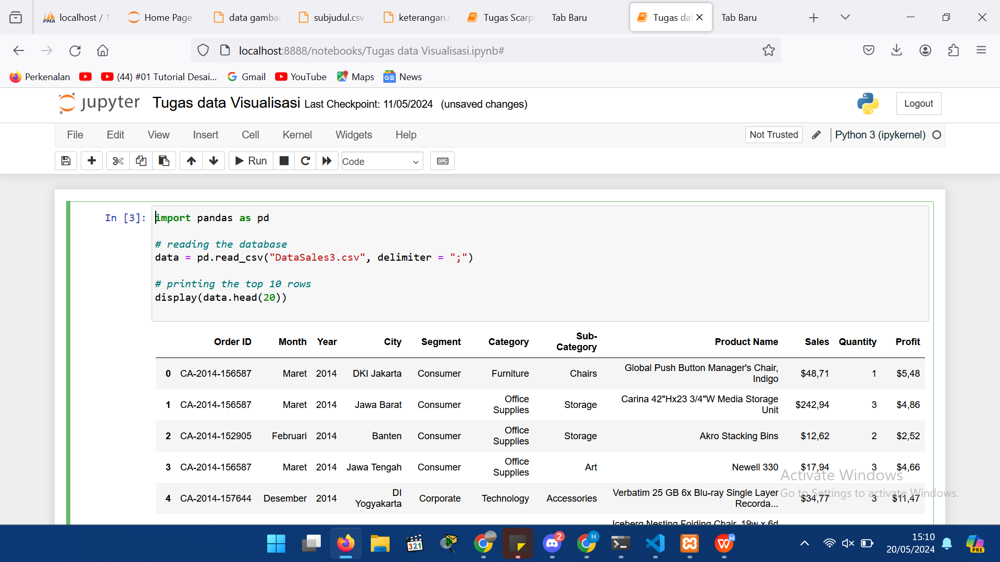 localhost / 1
Home Page
data gambar
subjudul.csv
keterangan.c
Tugas Scarpp
Tab Baru
Tugas dat
Tab Baru
localhost:8888/notebooks/Tugas data Visualisasi.ipynb#
Perkenalan
(44) #01 Tutorial Desai...
Gmail
YouTube
Maps
News
jupyter
Tugas data Visualisasi Last Checkpoint: 11/05/2024 (unsaved changes)
Logout
File Edit View Insert Cell Kernel Widgets Help
Not Trusted
Python 3 (ipykernel)
Run
Code
In [3]:
import pandas as pd
# reading the database
data = pd.read_csv("DataSales3.csv", delimiter = ";")
# printing the top 10 rows
display(data.head(20))
Order ID Month Year City Segment Category Sub-Category Product Name Sales Quantity Profit
0 CA-2014-156587 Maret 2014 DKI Jakarta Consumer Furniture Chairs Global Push Button Manager's Chair, Indigo $48,71 1 $5,48
1 CA-2014-156587 Maret 2014 Jawa Barat Consumer Office Supplies Storage Carina 42"Hx23 3/4"W Media Storage Unit $242,94 3 $4,86
2 CA-2014-152905 Februari 2014 Banten Consumer Office Supplies Storage Akro Stacking Bins $12,62 2 $2,52
3 CA-2014-156587 Maret 2014 Jawa Tengah Consumer Office Supplies Art Newell 330 $17,94 3 $4,66
4 CA-2014-157644 Desember 2014 DI Yogyakarta Corporate Technology Accessories Verbatim 25 GB 6x Blu-ray Single Layer Recorda... $34,77 3 $11,47
Iceberg Nesting Folding Chair, 19w x 6d
Activate Windows
Go to Settings to activate Windows.
321
2
H
W
15:10
20/05/2024
PRE